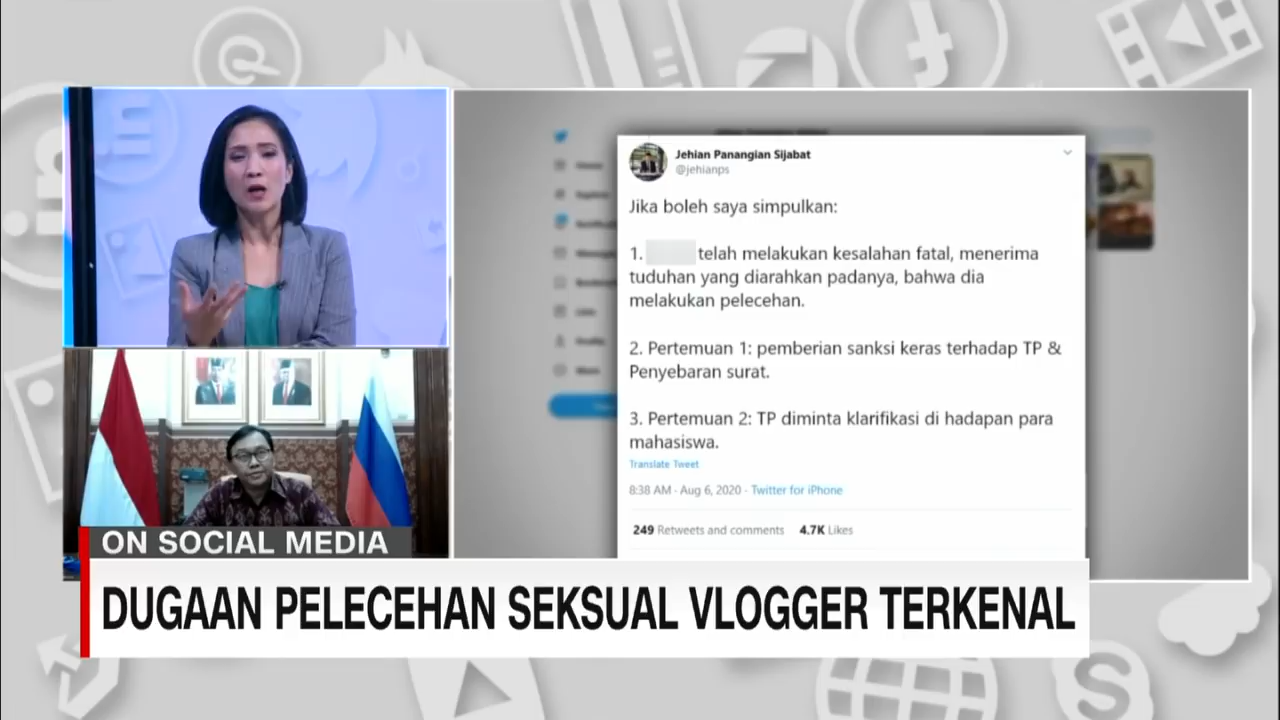 Jehian Panangian Sijabat
@jehianps
Jika boleh saya simpulkan:
1. telah melakukan kesalahan fatal, menerima
tuduhan yang diarahkan padanya, bahwa dia
melakukan pelecehan.
2. Pertemuan 1: pemberian sanksi keras terhadap TP &
Penyebaran surat.
3. Pertemuan 2: TP diminta klarifikasi di hadapan para
mahasiswa.
Translate Tweet
8:38 AM · Aug 6, 2020 · Twitter for iPhone
249 Retweets and comments 4.7K Likes
ON SOCIAL MEDIA
DUGAAN PELECEHAN SEKSUAL VLOGGER TERKENAL